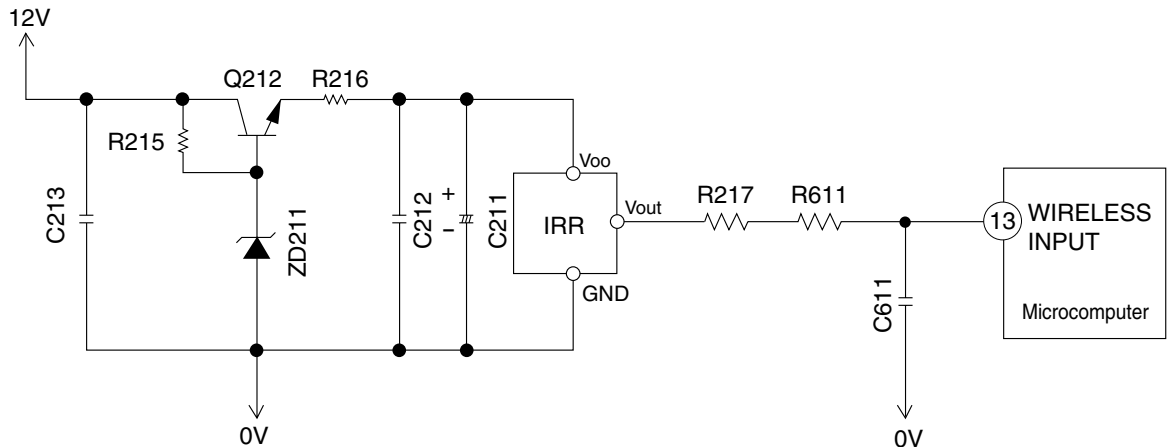 12V
Q212
R216
R215
C213
ZD211
C212
+
-
C211
Voo
IRR
Vout
GND
R217
R611
C611
13
WIRELESS
INPUT
Microcomputer
0V
0V